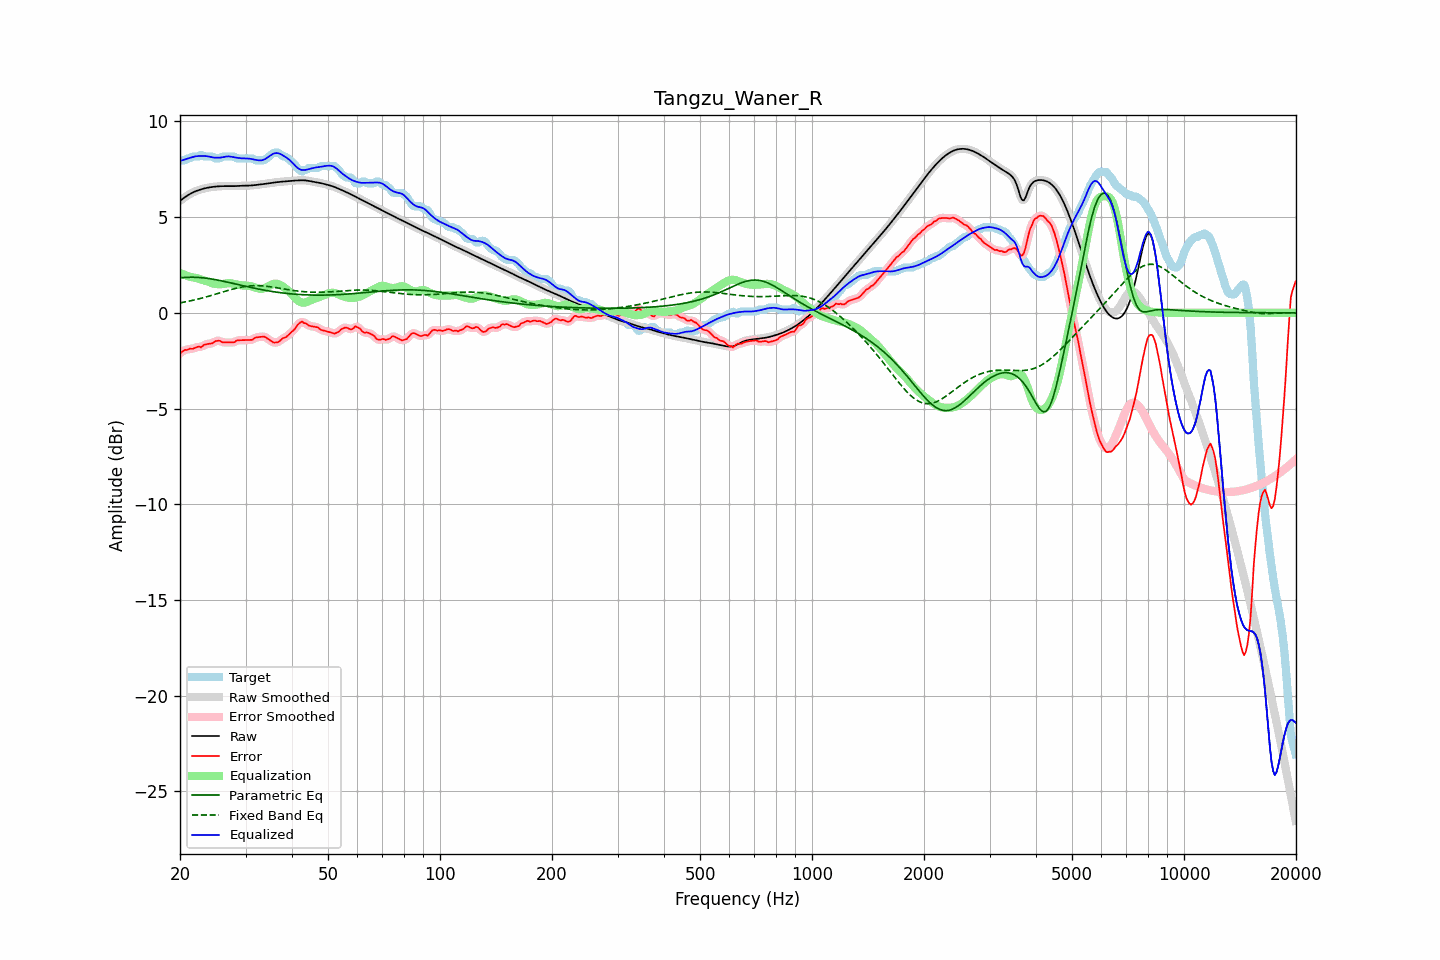 Tangzu_Waner_R
10
5
0
−5
−10
−15
−20
−25
Amplitude (dBr)
Target
Raw Smoothed
Error Smoothed
Raw
Error
Equalization
Parametric Eq
Fixed Band Eq
Equalized
20 50 100 200 500 1000 2000 5000 10000 20000
Frequency (Hz)